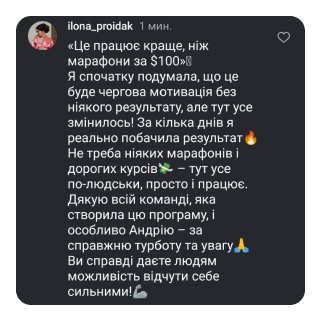 ilona_proidak 1 мин.
«Це працює краще, ніж
марафони за $100»
Я спочатку подумала, що це
буде чергова мотивація без
ніякого результату, але тут усе
змінилось! За кілька днів я
реально побачила результат🔥
Не треба ніяких марафонів і
дорогих курсів💸 – тут усе
по-людськи, просто і працює.
Дякую всій команді, яка
створила цю програму, і
особливо Андрію – за
справжню турботу та увагу🙏
Ви справді даєте людям
можливість відчути себе
сильними!🦾